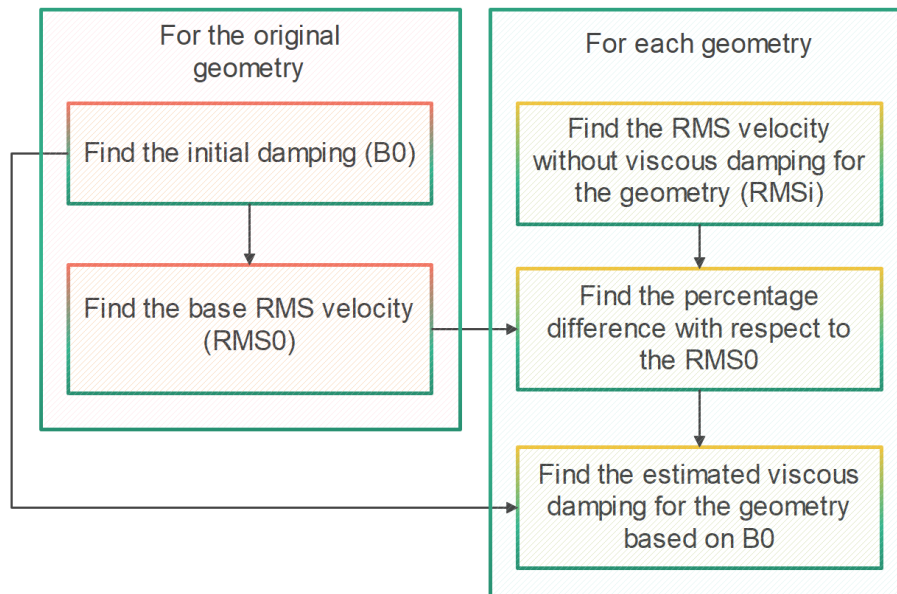 For the original
geometry
Find the initial damping (B0)
Find the base RMS velocity
(RMS0)
For each geometry
Find the RMS velocity
without viscous damping for
the geometry (RMSi)
Find the percentage
difference with respect to
the RMS0
Find the estimated viscous
damping for the geometry
based on B0